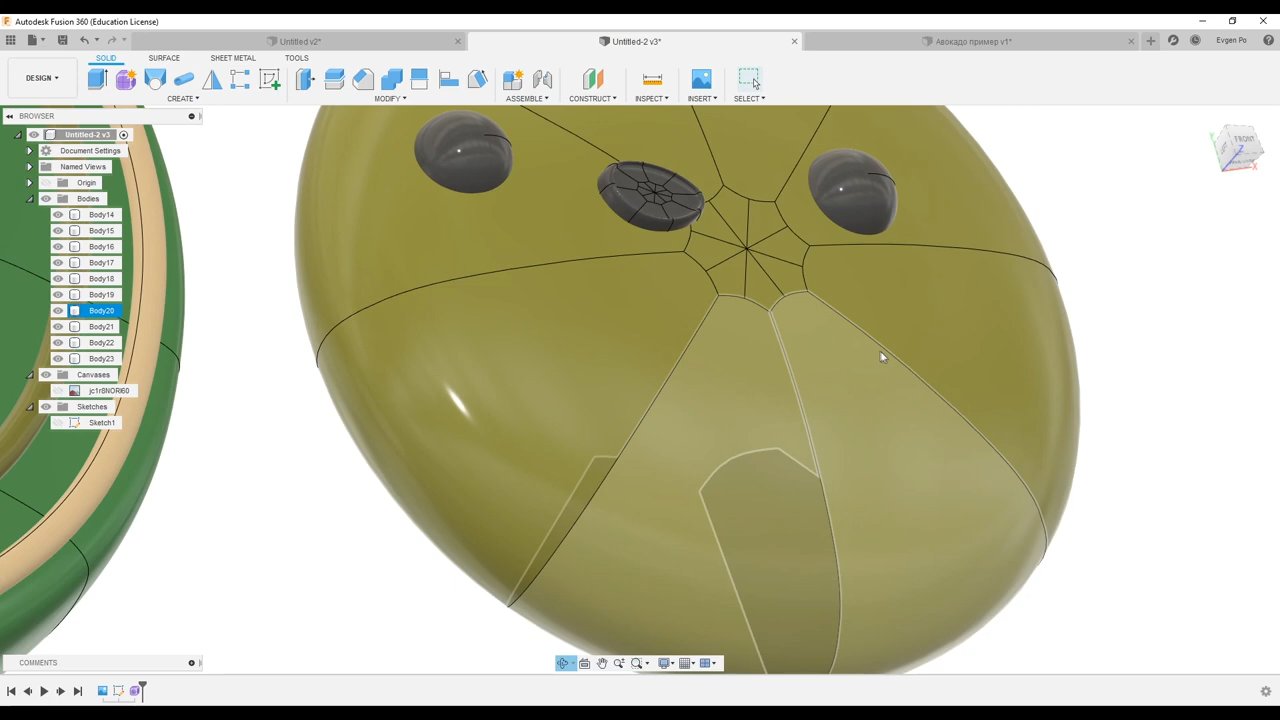 Autodesk Fusion 360 (Education License)
Untitled v2*
Untitled-2 v3*
Авокадо пример v1*
Evgen Po
SOLID SURFACE SHEET METAL TOOLS
DESIGN
CREATE MODIFY ASSEMBLE CONSTRUCT INSPECT INSERT SELECT
BROWSER
Untitled-2 v3
Document Settings
Named Views
Origin
Bodies
Body14
Body15
Body16
Body17
Body18
Body19
Body20
Body21
Body22
Body23
Canvases
jc1r8NORI60
Sketches
Sketch1
FRONT
Y
Z
X
COMMENTS